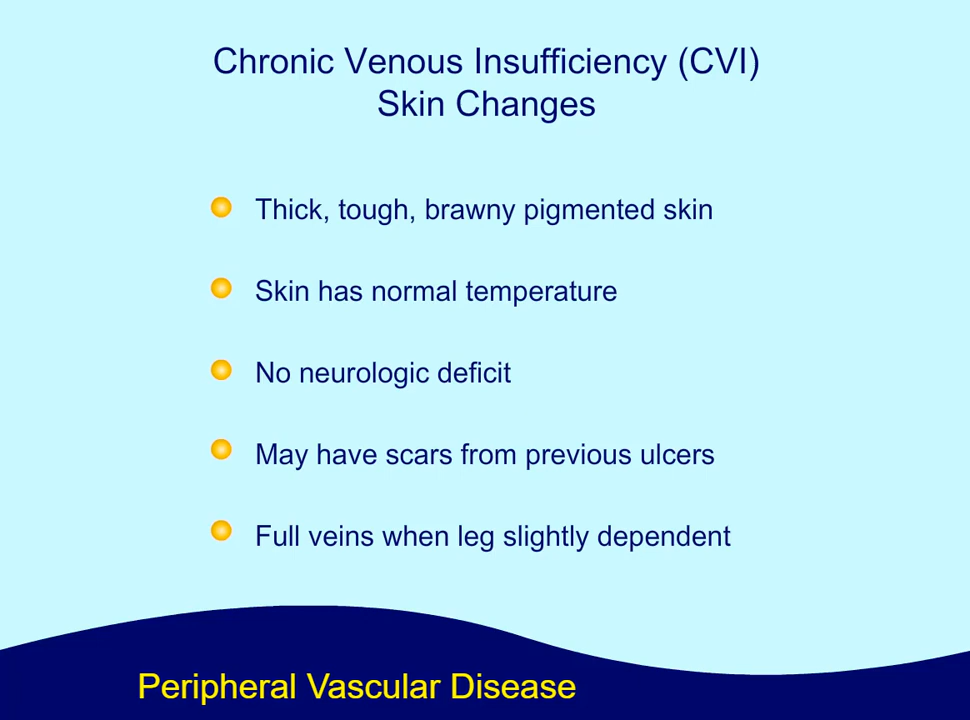 Chronic Venous Insufficiency (CVI)
Skin Changes
Thick, tough, brawny pigmented skin
Skin has normal temperature
No neurologic deficit
May have scars from previous ulcers
Full veins when leg slightly dependent
Peripheral Vascular Disease